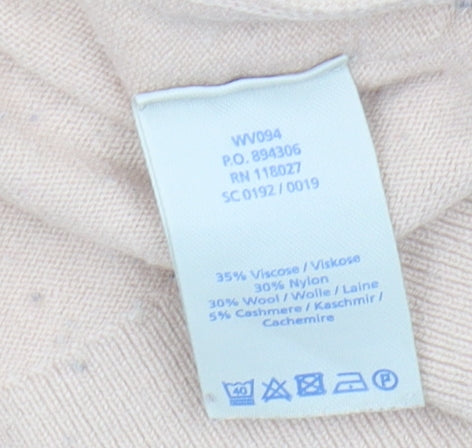 WV094
P.O. 894306
RN 118027
SC 0192 / 0019
35% Viscose / Viskose
30% Nylon
30% Wool / Wolle / Laine
5% Cashmere / Kaschmir /
Cachemire
40
P